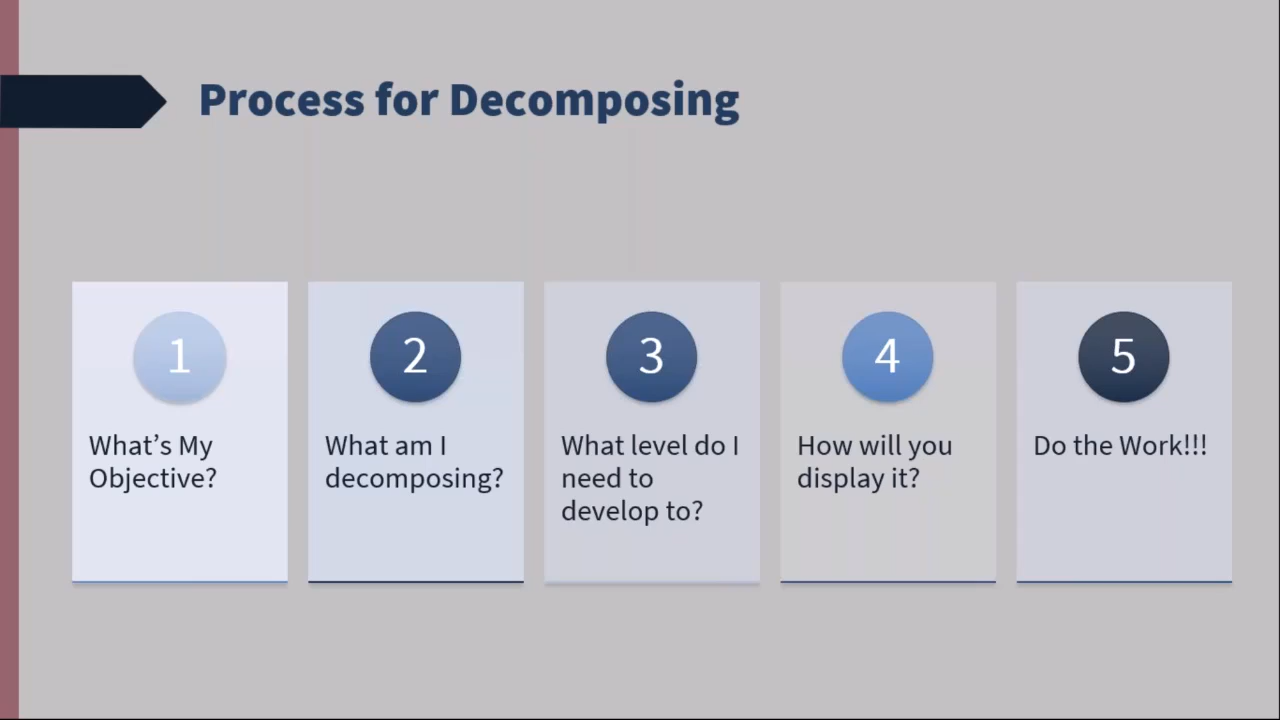 Process for Decomposing
1
What’s My
Objective?
2
What am I
decomposing?
3
What level do I
need to
develop to?
4
How will you
display it?
5
Do the Work!!!